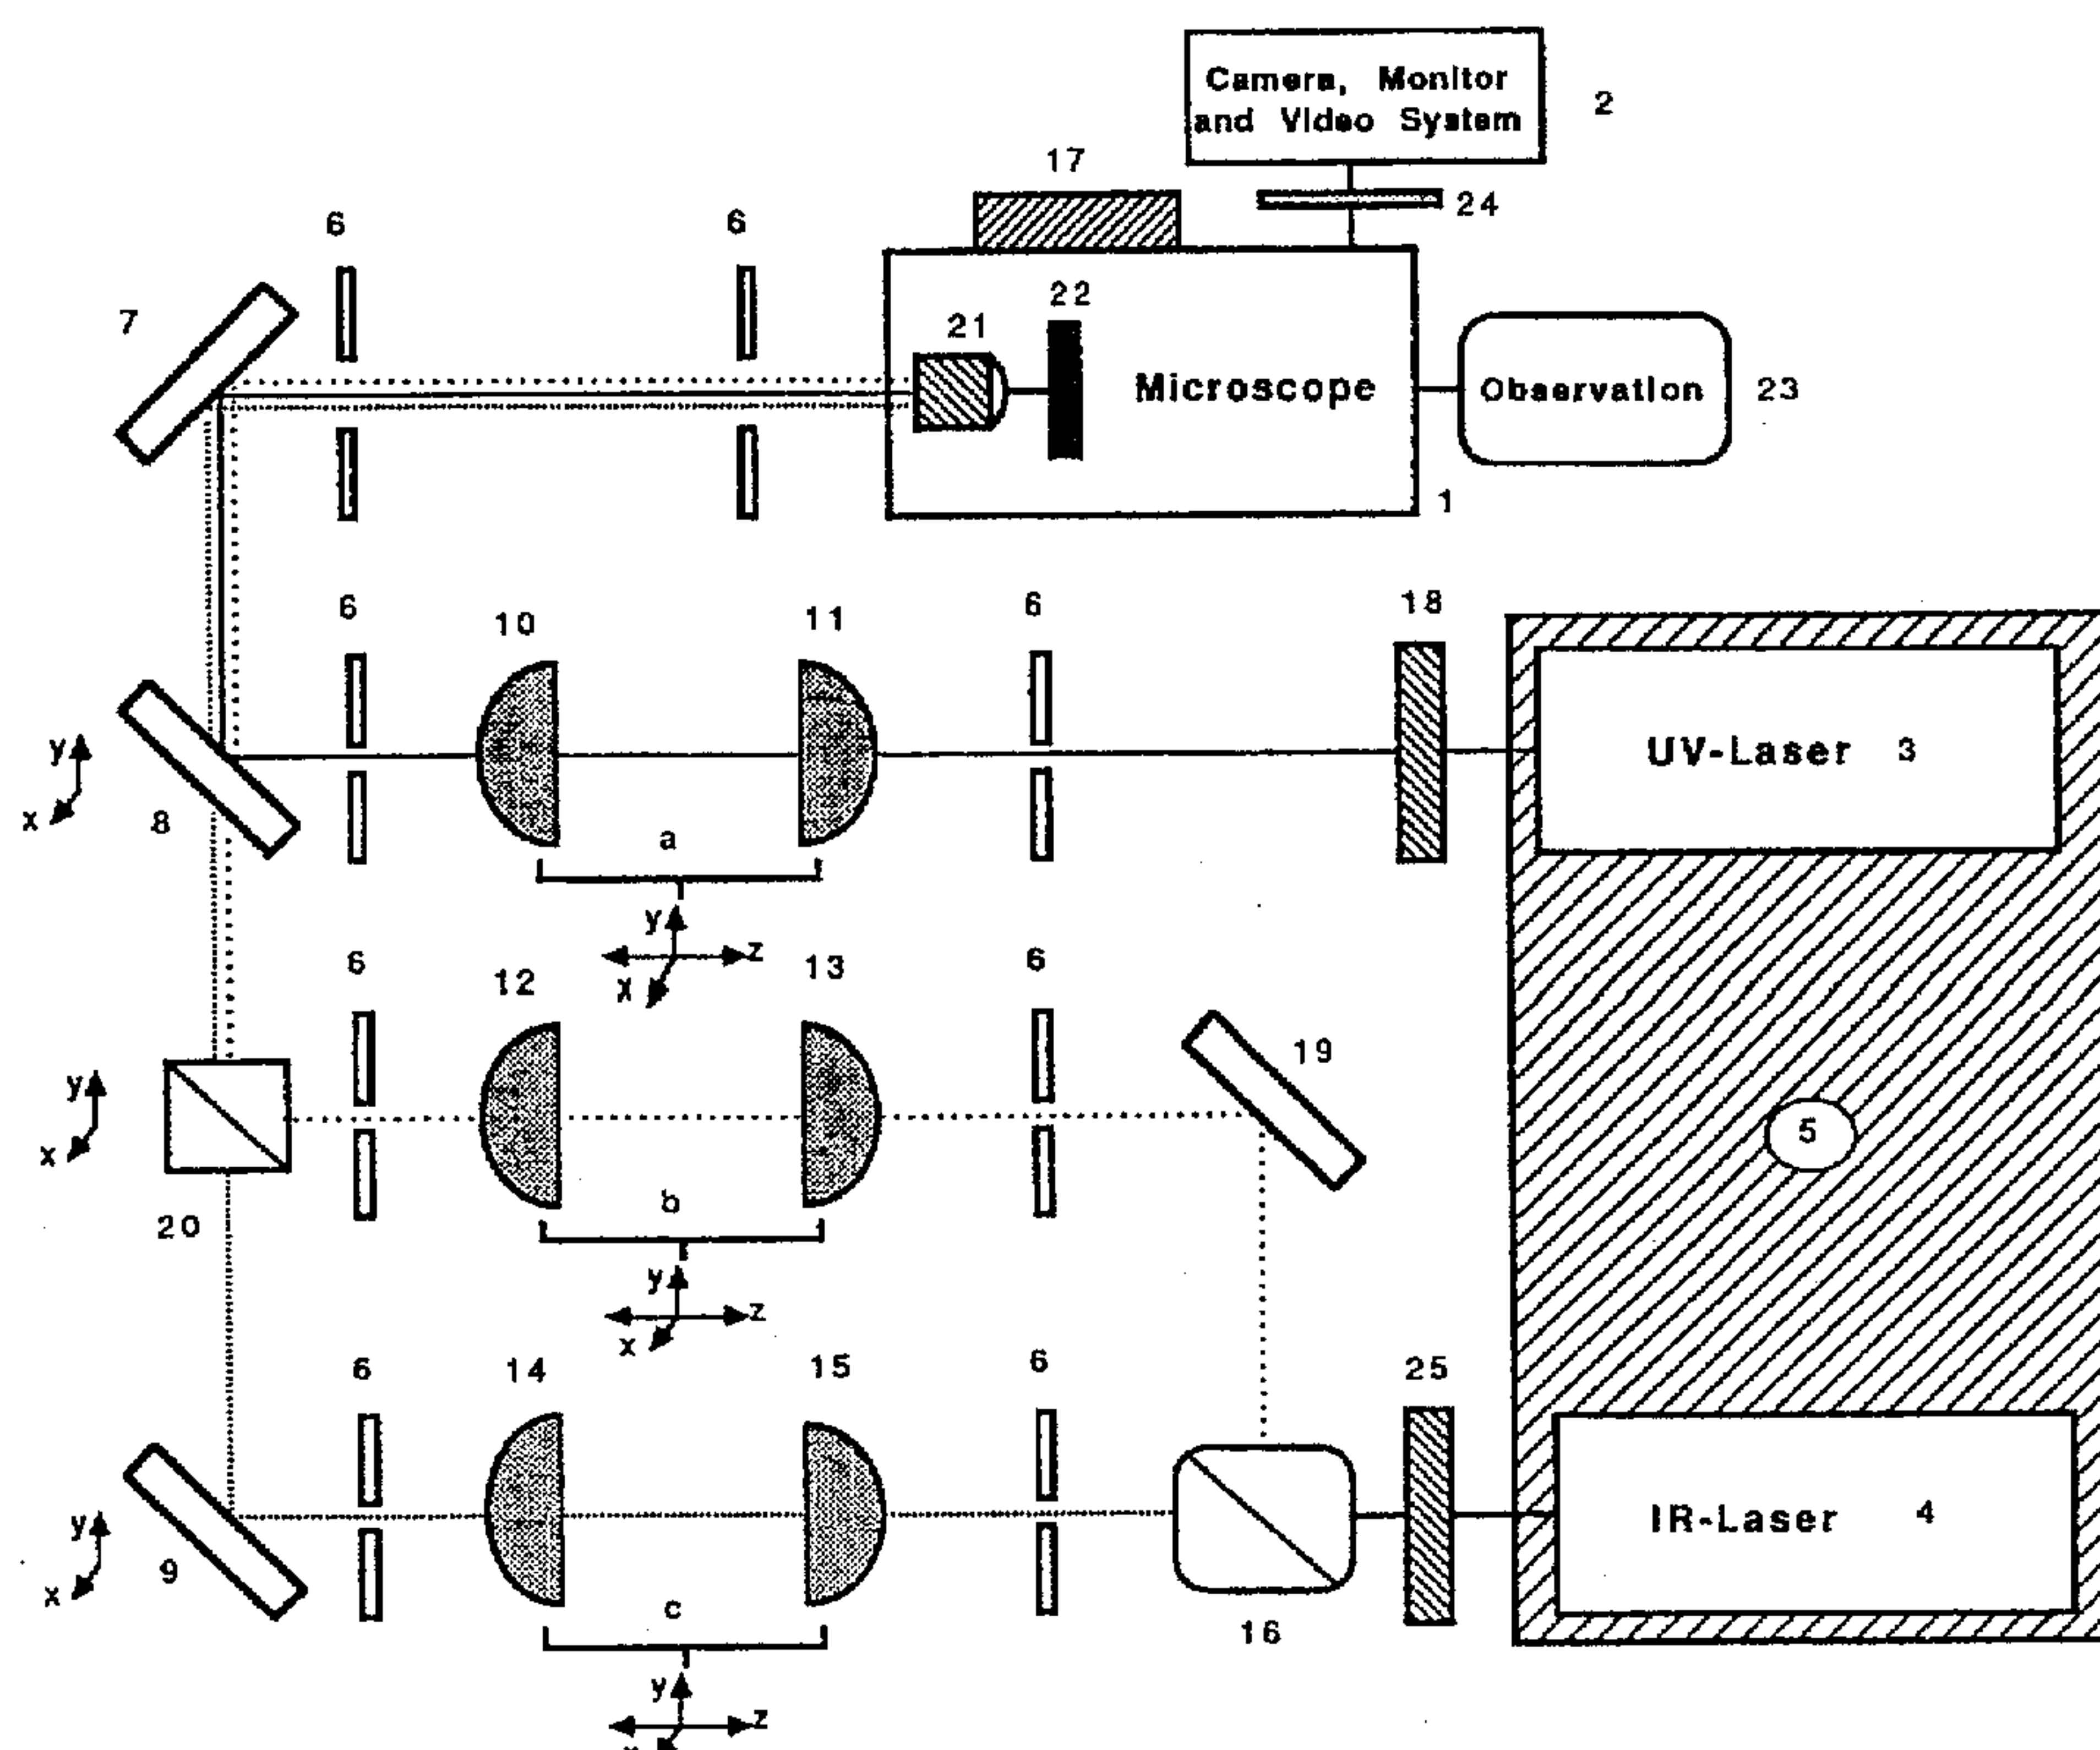 Camera, Monitor
and Video System
2
17
24
6
6
22
7
21
Microscope
Observation
23
1
6
10
11
6
18
UV-Laser 3
y
x
8
a
y
z
x
6
12
13
6
19
y
x
5
b
20
y
z
x
6
14
15
6
25
IR-Laser 4
y
x
9
c
16
y
z